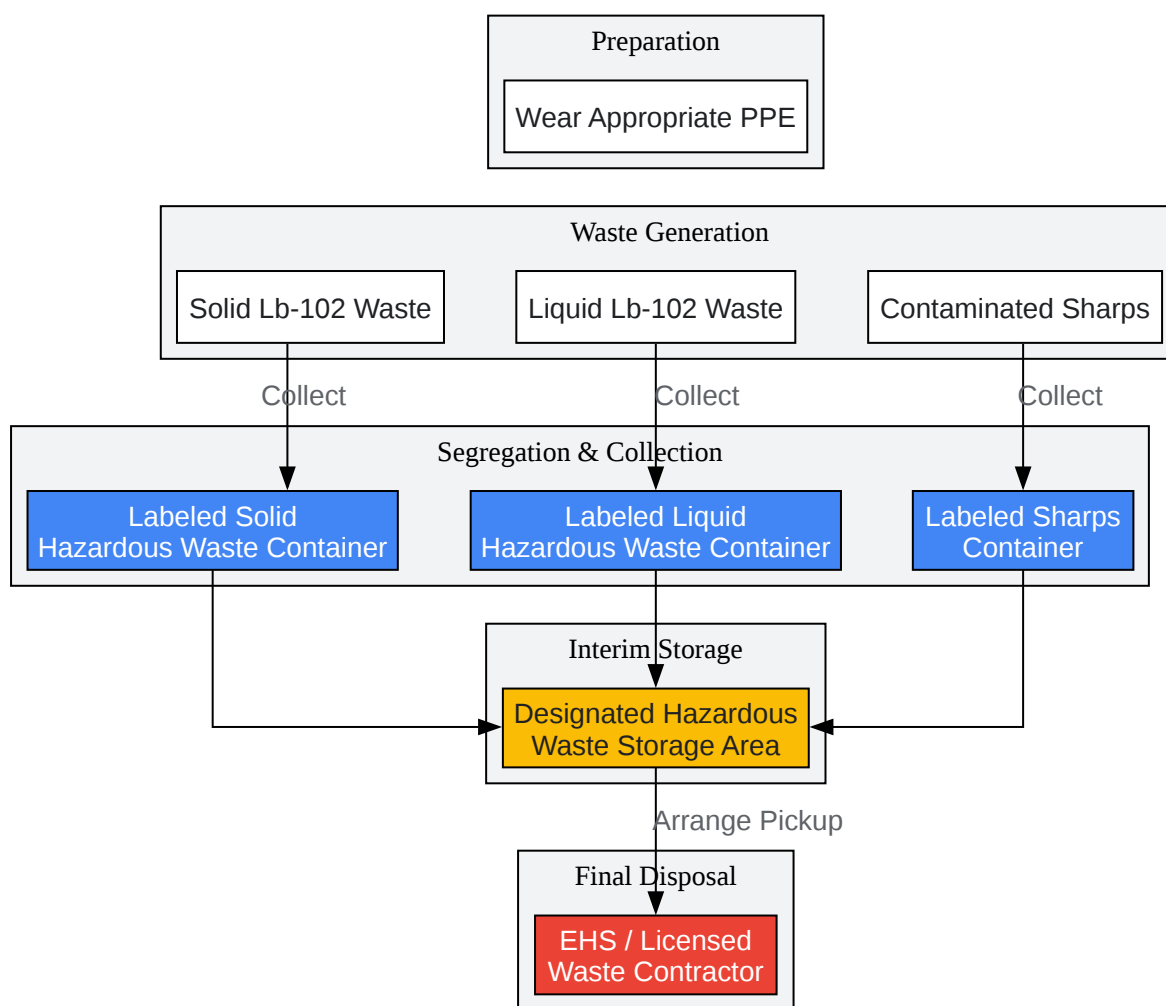 Preparation
Wear Appropriate PPE
Waste Generation
Solid Lb-102 Waste
Liquid Lb-102 Waste
Contaminated Sharps
Collect
Collect
Collect
Segregation & Collection
Labeled Solid
Hazardous Waste Container
Labeled Liquid
Hazardous Waste Container
Labeled Sharps
Container
Interim Storage
Designated Hazardous
Waste Storage Area
Arrange Pickup
Final Disposal
EHS / Licensed
Waste Contractor